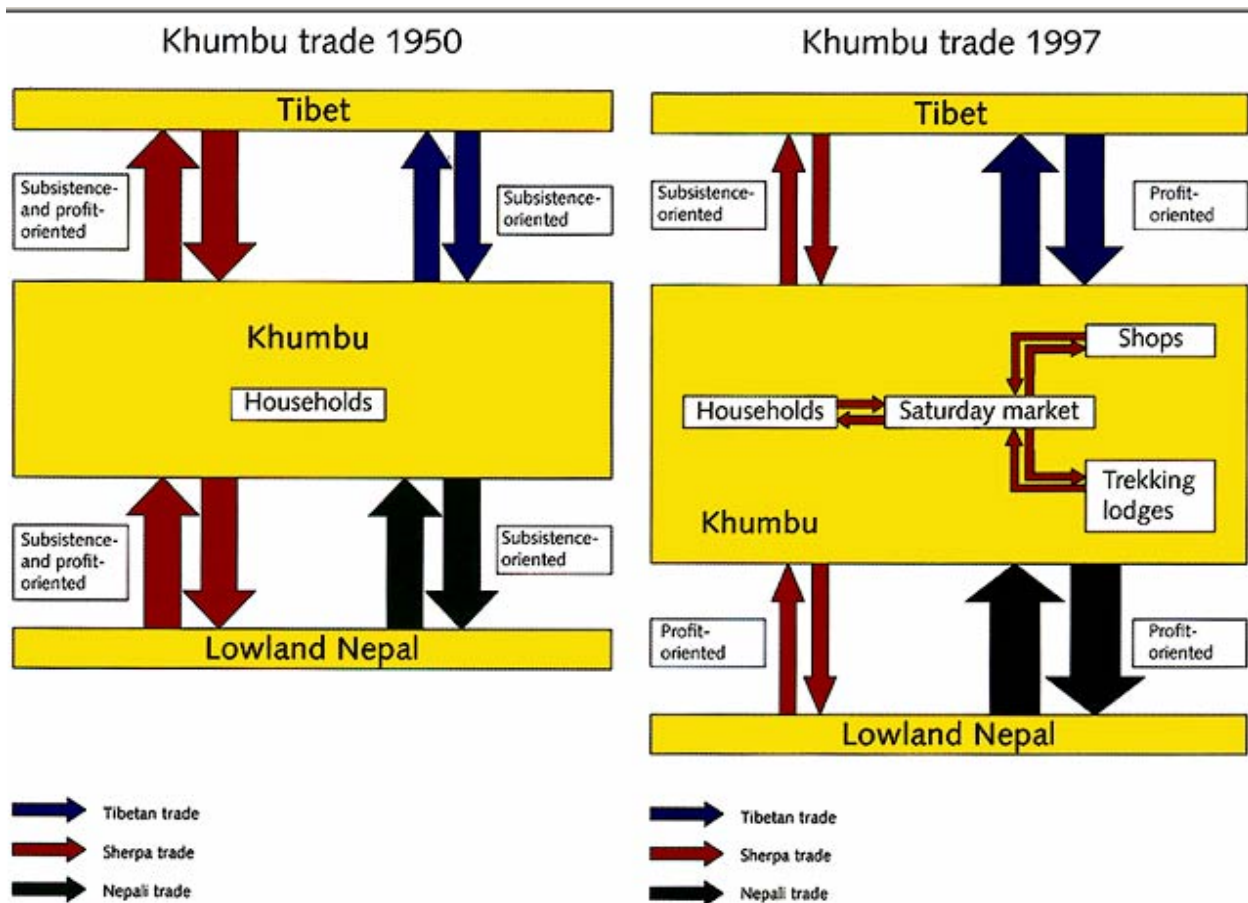 Khumbu trade 1950
Tibet
Subsistence-
and profit-
oriented
Subsistence-
oriented
Khumbu
Households
Subsistence-
and profit-
oriented
Subsistence-
oriented
Lowland Nepal
Tibetan trade
Sherpa trade
Nepali trade
Khumbu trade 1997
Tibet
Subsistence-
oriented
Profit-
oriented
Shops
Households
Saturday market
Trekking
lodges
Khumbu
Profit-
oriented
Profit-
oriented
Lowland Nepal
Tibetan trade
Sherpa trade
Nepali trade